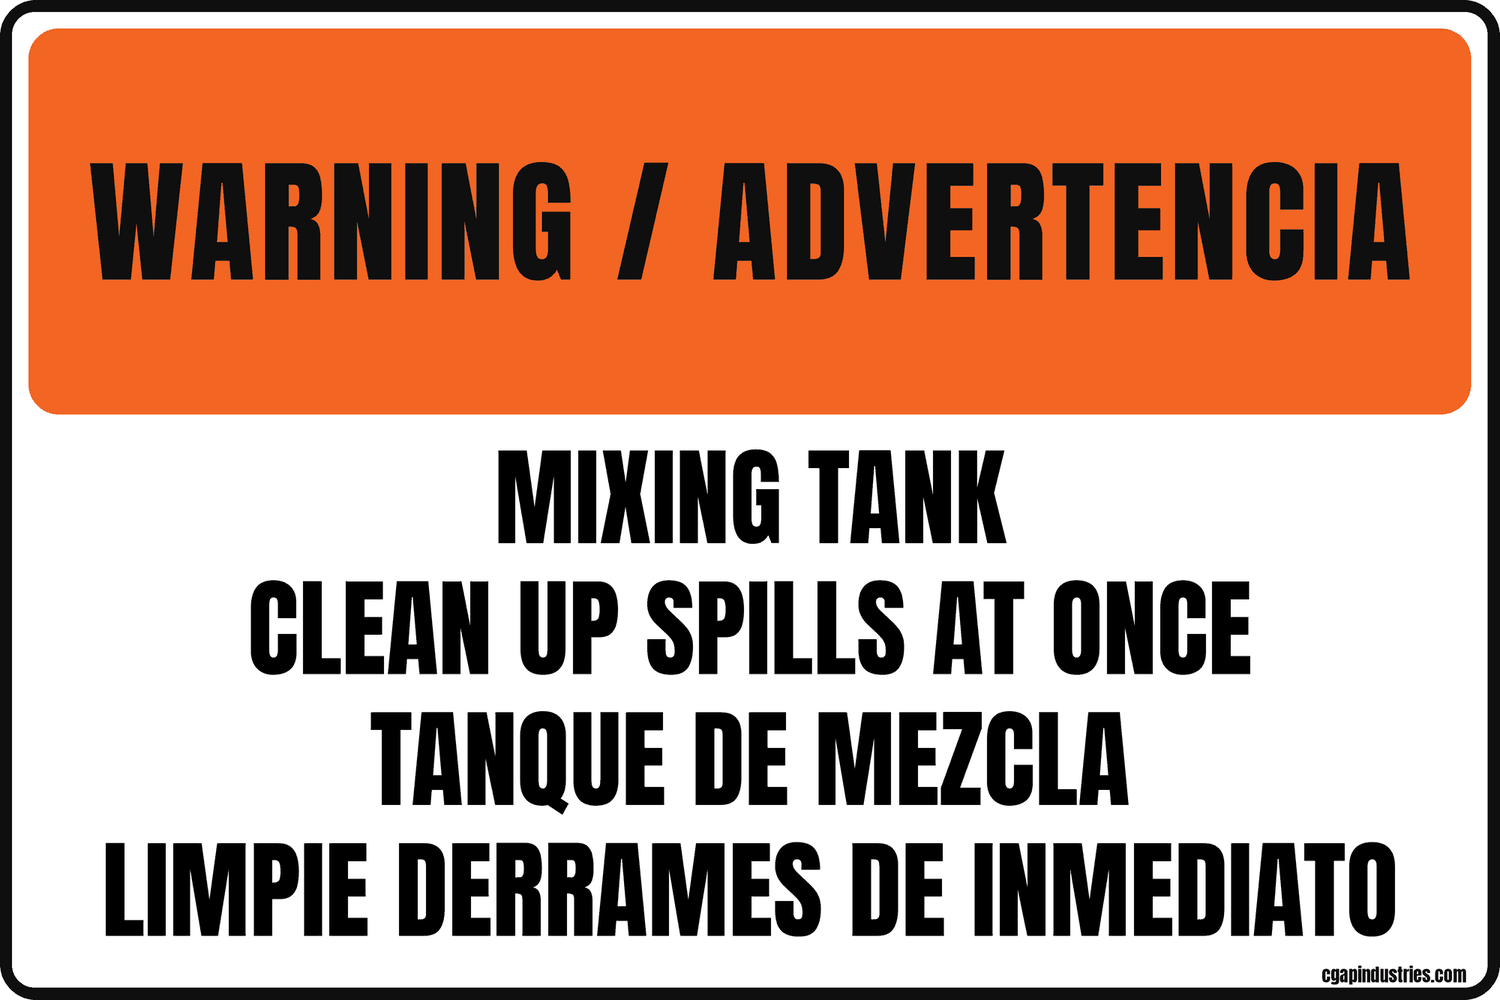 WARNING / ADVERTENCIA
MIXING TANK
CLEAN UP SPILLS AT ONCE
TANQUE DE MEZCLA
LIMPIE DERRAMES DE INMEDIATO
cgapindustries.com